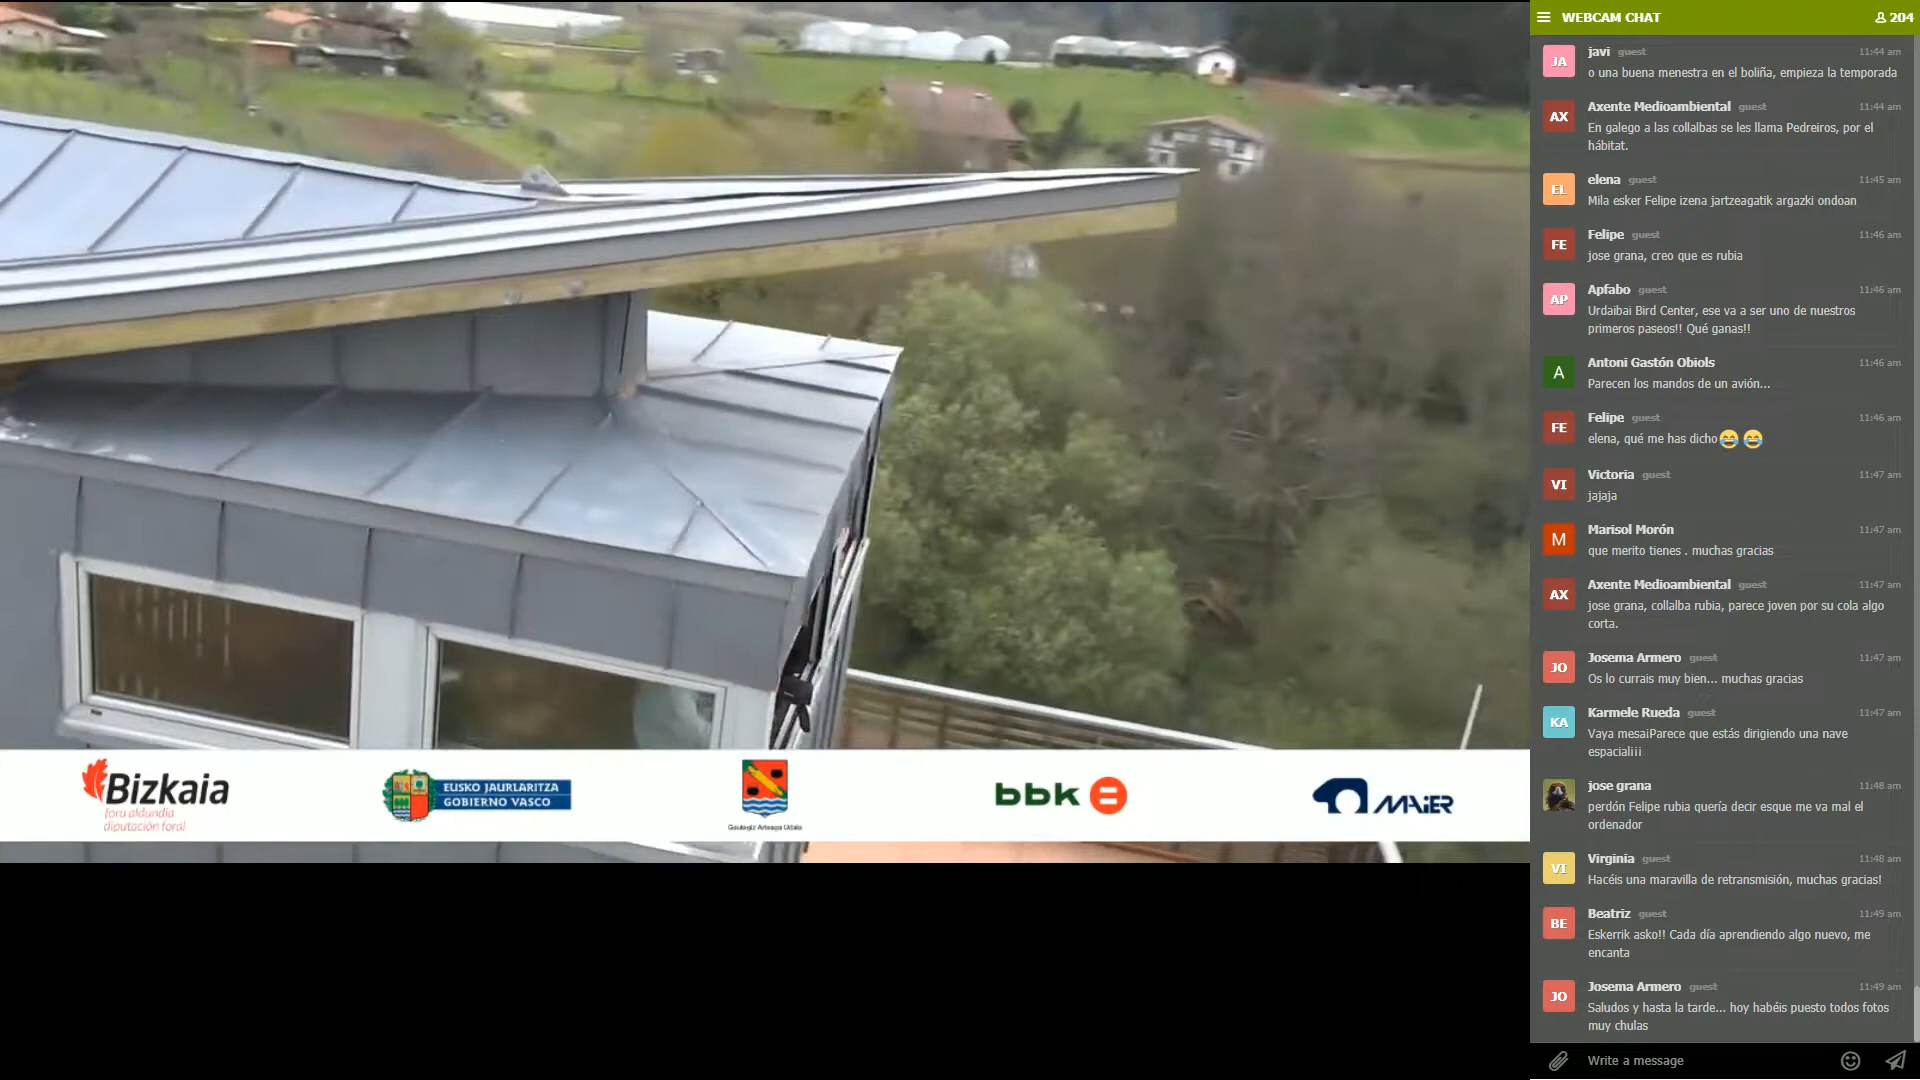 Bizkaia
foru aldundia
diputación foral
EUSKO JAURLARITZA
GOBIERNO VASCO
Gautegiz Arteaga Udala
bbk
MAIER
WEBCAM CHAT
204
JA
javi guest 11:44 am
o una buena menestra en el boliña, empieza la temporada
AX
Axente Medioambiental guest 11:44 am
En galego a las collalbas se les llama Pedreiros, por el
hábitat.
EL
elena guest 11:45 am
Mila esker Felipe izena jartzeagatik argazki ondoan
FE
Felipe guest 11:46 am
jose grana, creo que es rubia
AP
Apfabo guest 11:46 am
Urdaibai Bird Center, ese va a ser uno de nuestros
primeros paseos!! Qué ganas!!
A
Antoni Gastón Obiols 11:46 am
Parecen los mandos de un avión...
FE
Felipe guest 11:46 am
elena, qué me has dicho😂 😂
VI
Victoria guest 11:47 am
jajaja
M
Marisol Morón 11:47 am
que merito tienes . muchas gracias
AX
Axente Medioambiental guest 11:47 am
jose grana, collalba rubia, parece joven por su cola algo
corta.
JO
Josema Armero guest 11:47 am
Os lo currais muy bien... muchas gracias
KA
Karmele Rueda guest 11:47 am
Vaya mesa¡Parece que estás dirigiendo una nave
espacial¡¡¡
jose grana 11:48 am
perdón Felipe rubia quería decir esque me va mal el
ordenador
VI
Virginia guest 11:48 am
Hacéis una maravilla de retransmisión, muchas gracias!
BE
Beatriz guest 11:49 am
Eskerrik asko!! Cada día aprendiendo algo nuevo, me
encanta
JO
Josema Armero guest 11:49 am
Saludos y hasta la tarde... hoy habéis puesto todos fotos
muy chulas
Write a message